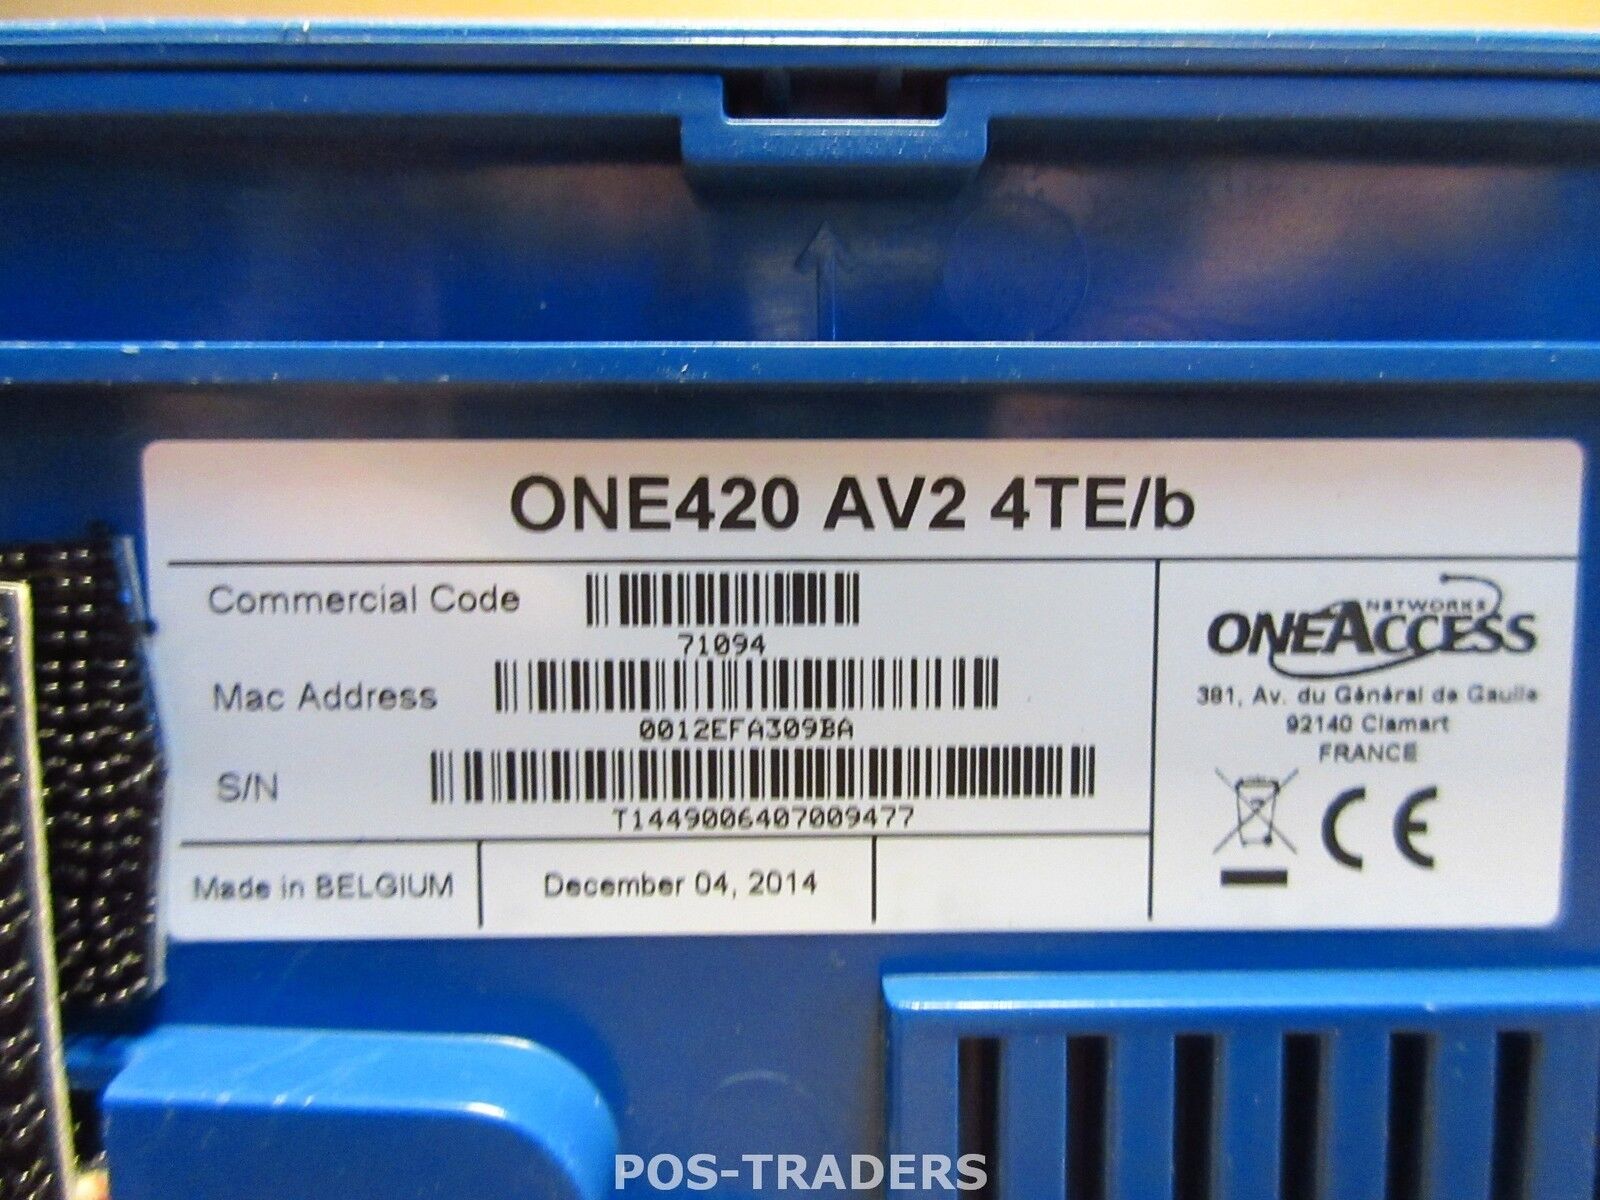 ONE420 AV2 4TE/b
Commercial Code
71094
Mac Address
0012EFA309BA
S/N
T1449006407009477
Made in BELGIUM
December 04, 2014
NETWORKS
ONEACCESS
381, Av. du Général de Gaulle
92140 Clamart
FRANCE
CE
POS-TRADERS